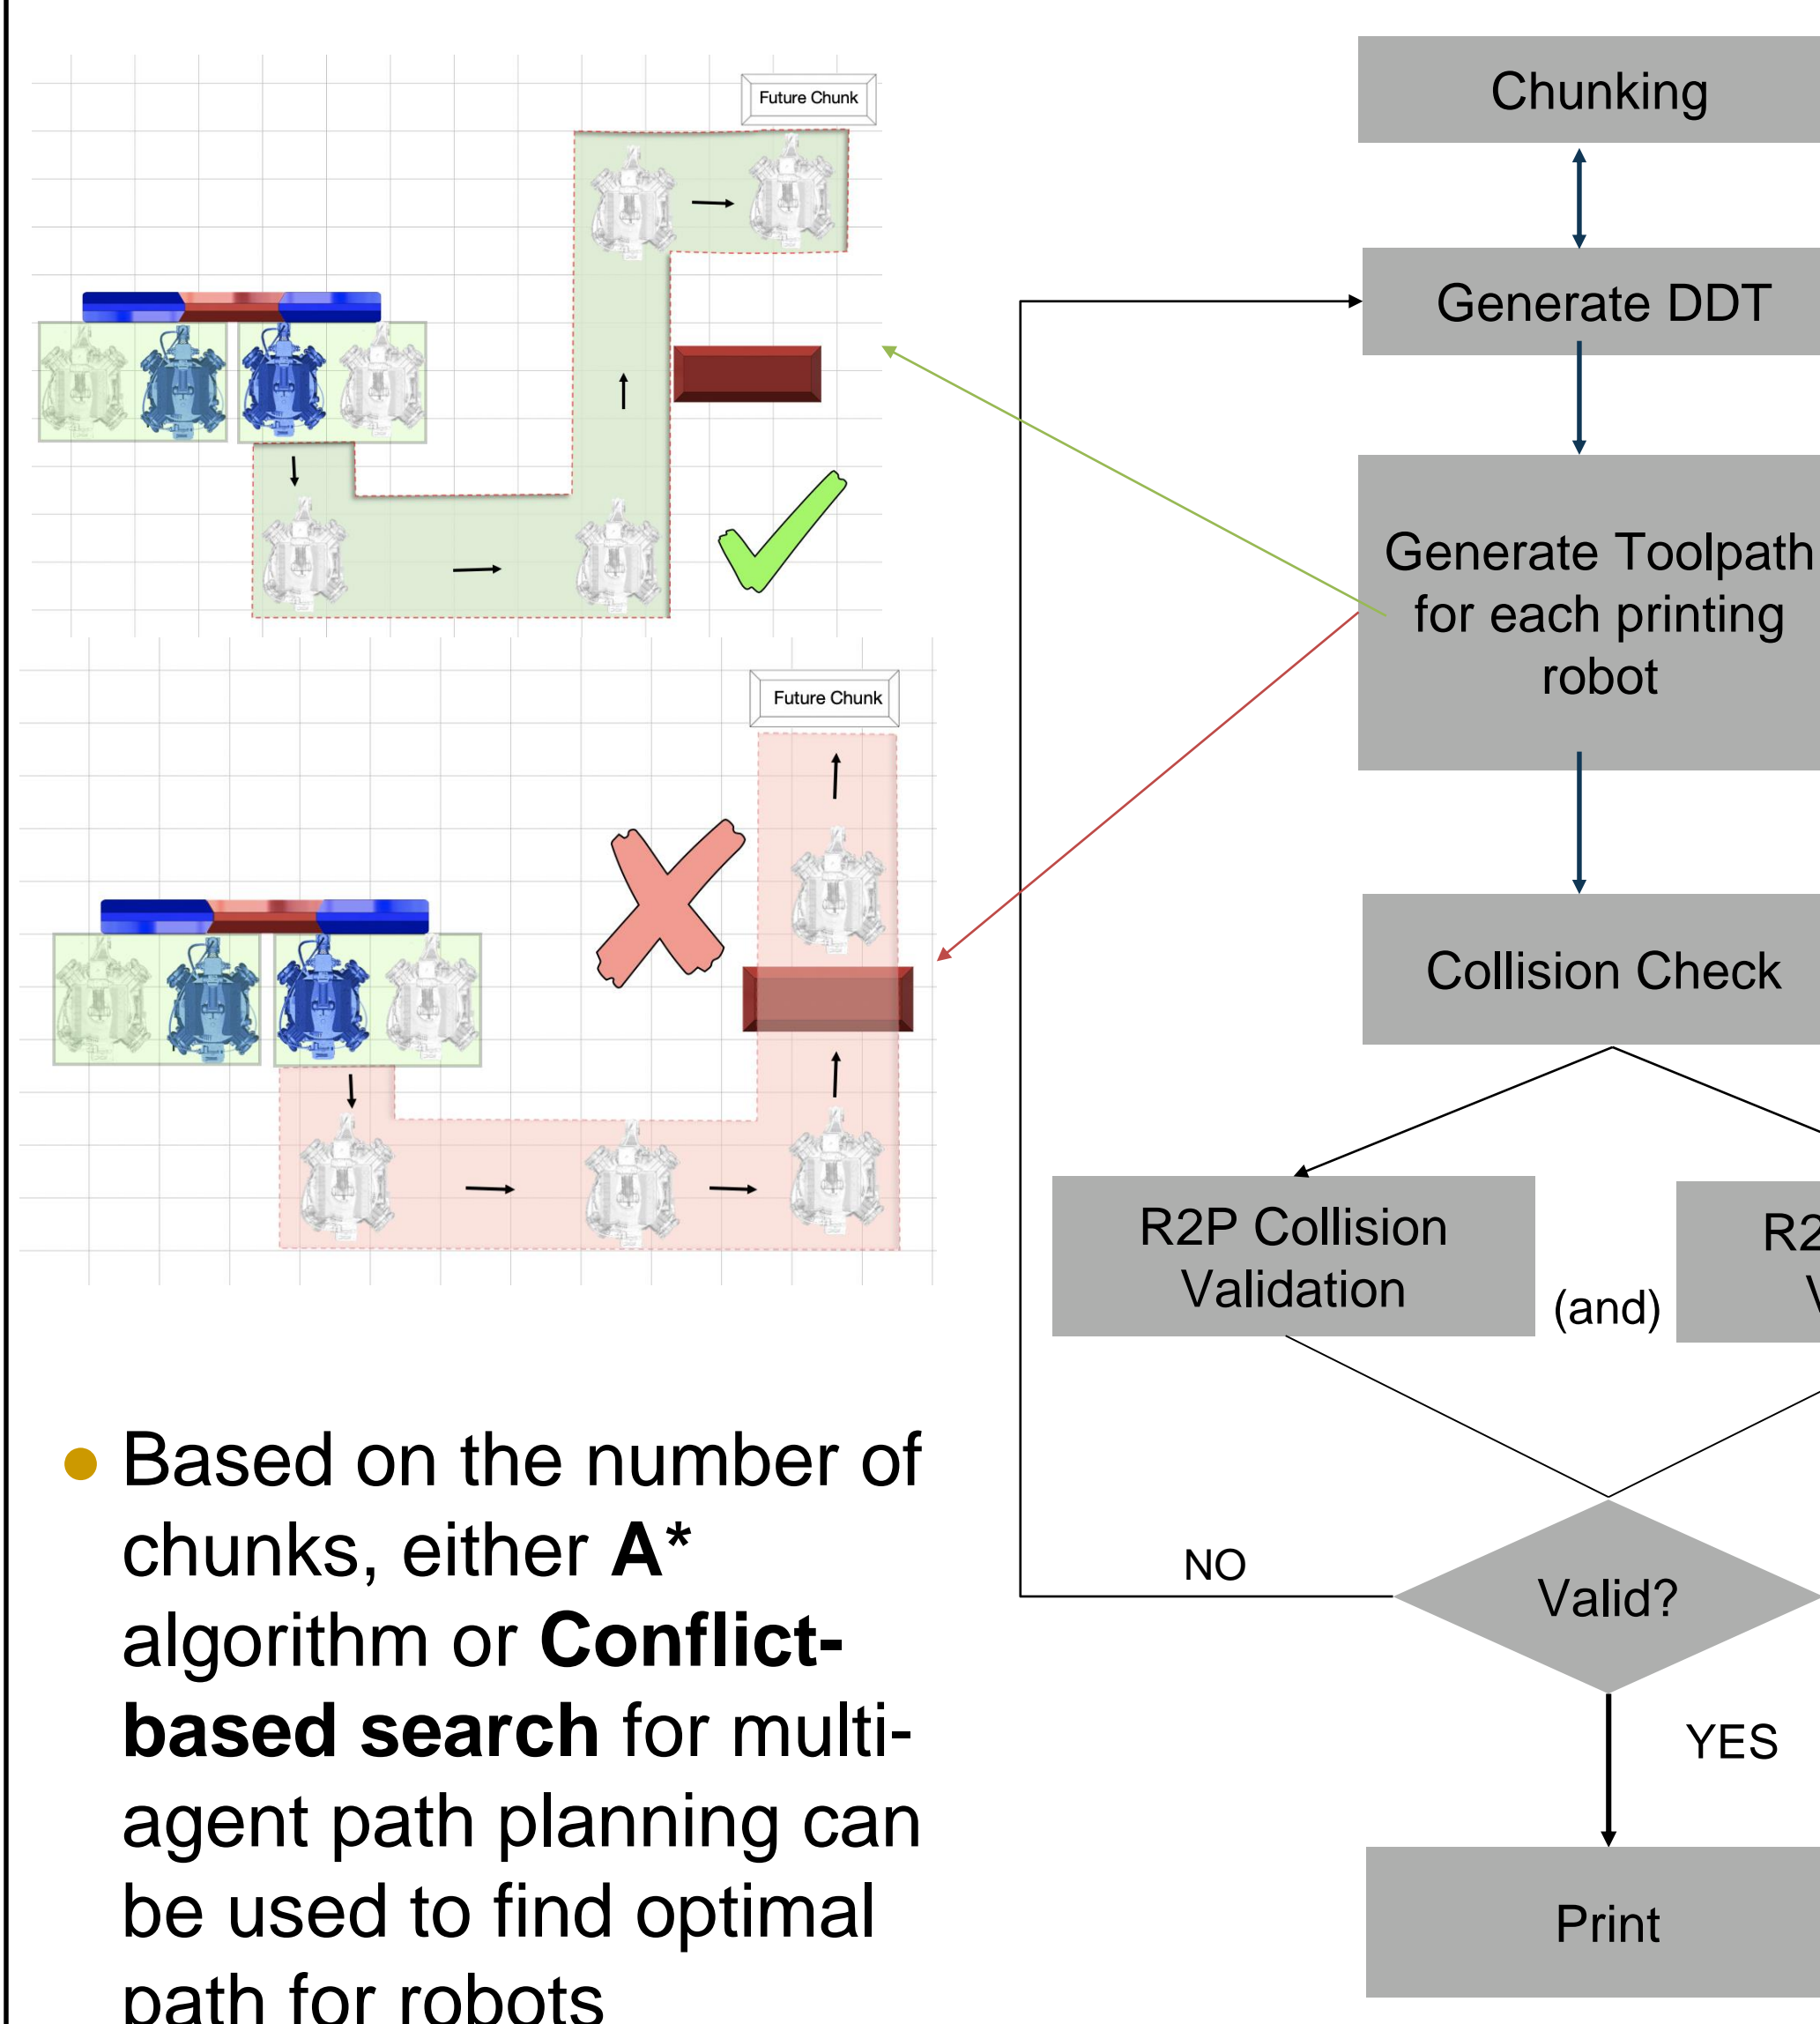 Future Chunk
Future Chunk
Based on the number of
chunks, either A*
algorithm or Conflict-
based search for multi-
agent path planning can
be used to find optimal
path for robots
Chunking
Generate DDT
Generate Toolpath
for each printing
robot
Collision Check
R2P Collision
Validation
(and)
NO
Valid?
YES
Print